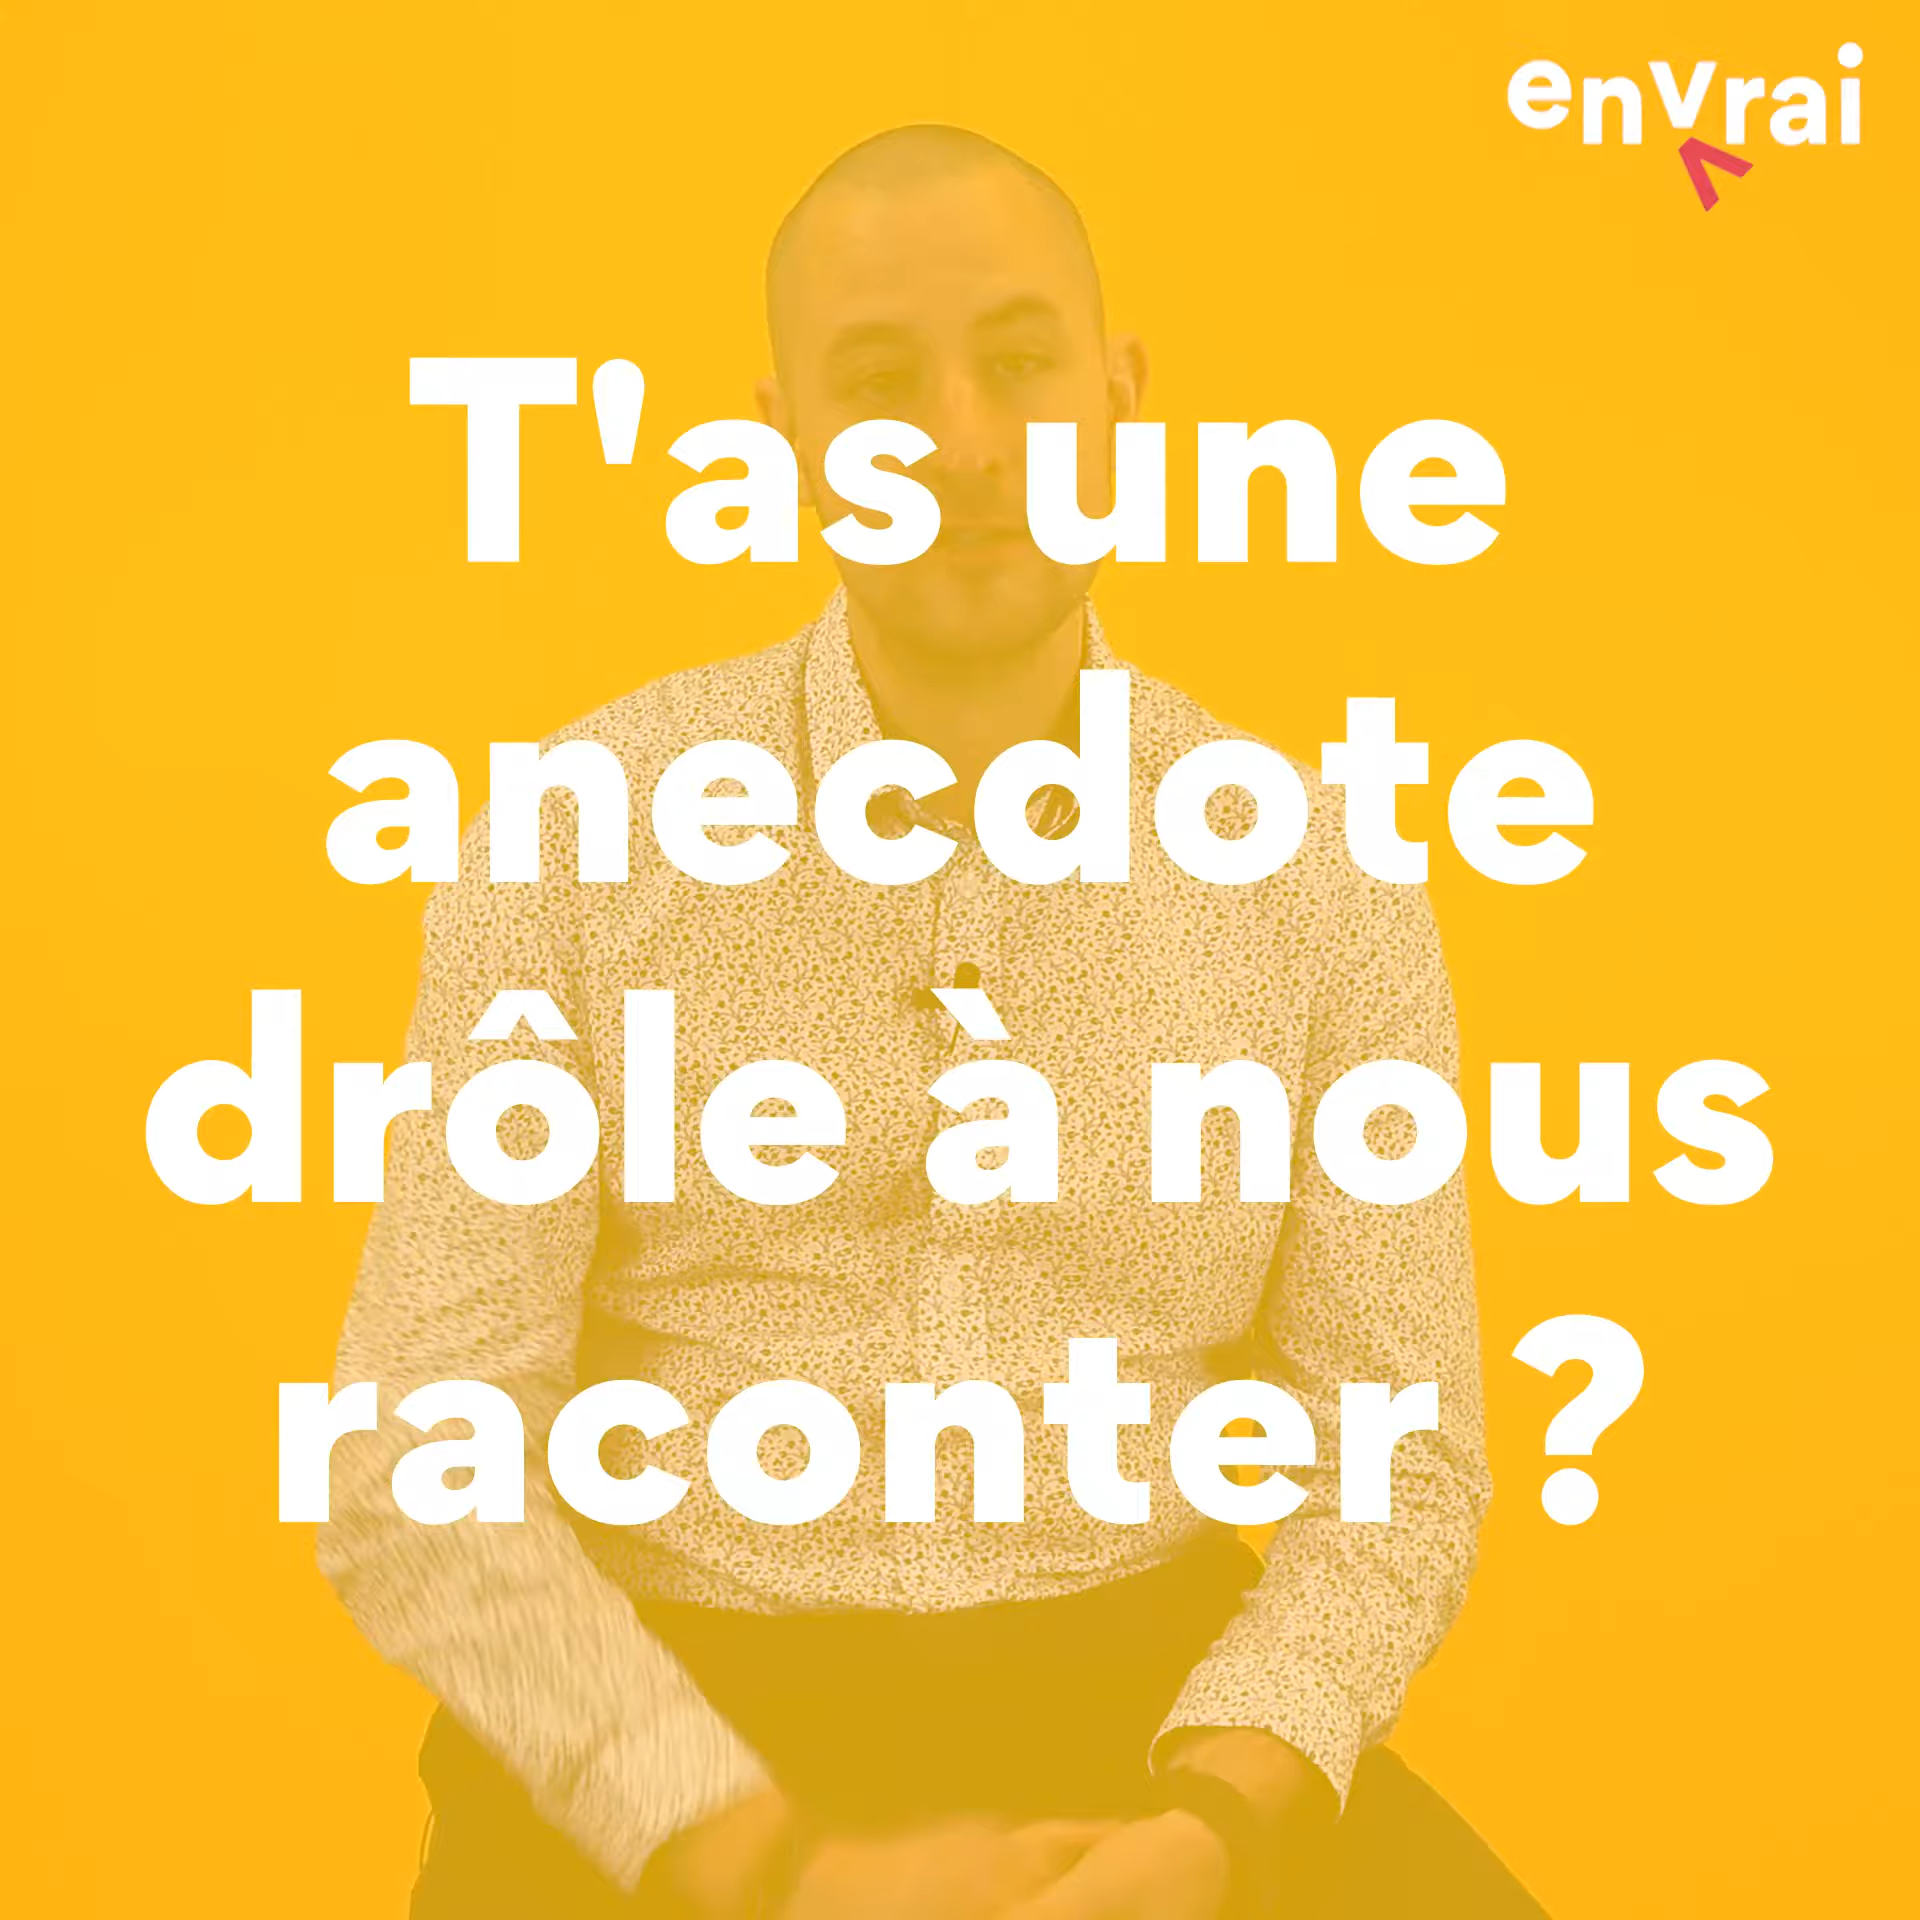 envrai
T'as une
anecdote
drôle à nous
raconter ?